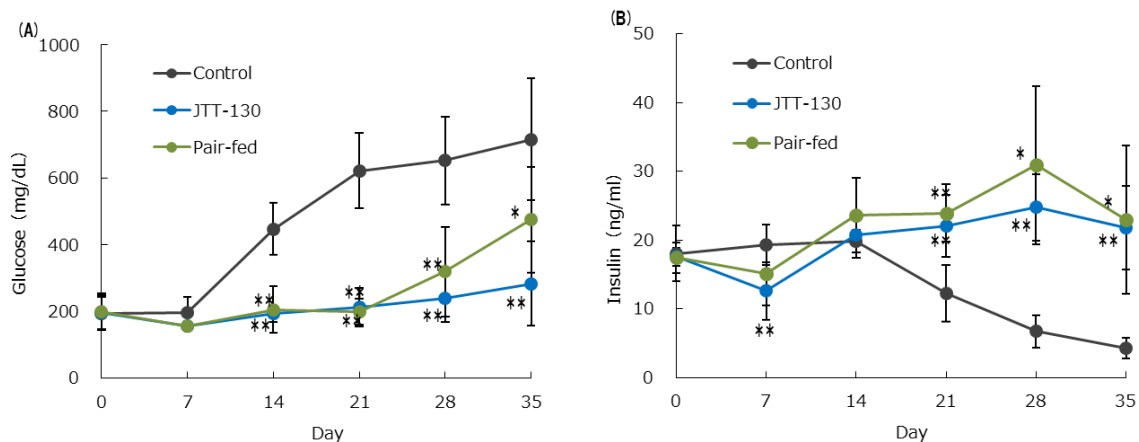 (A)
1000
800
600
400
200
0
Glucose (mg/dL)
Control
JTT-130
Pair-fed
**
**
**
**
**
**
*
**
0 7 14 21 28 35
Day
(B)
50
40
30
20
10
0
Insulin (ng/ml)
Control
JTT-130
Pair-fed
**
**
**
*
**
*
**
0 7 14 21 28 35
Day